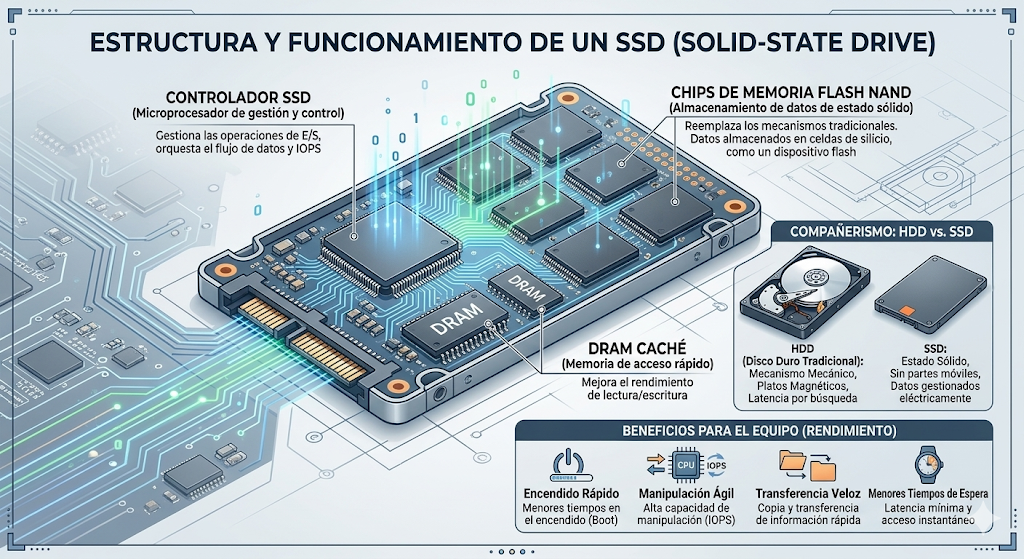 ESTRUCTURA Y FUNCIONAMIENTO DE UN SSD (SOLID-STATE DRIVE)
CONTROLADOR SSD
(Microprocesador de gestión y control)
Gestiona las operaciones de E/S,
orquesta el flujo de datos y IOPS
CHIPS DE MEMORIA FLASH NAND
(Almacenamiento de datos de estado sólido)
Reemplaza los mecanismos tradicionales.
Datos almacenados en celdas de silicio,
como un dispositivo flash
DRAM
DRAM
DRAM CACHÉ
(Memoria de acceso rápido)
Mejora el rendimiento
de lectura/escritura
COMPAÑERISMO: HDD vs. SSD
HDD
(Disco Duro Tradicional):
Mecanismo Mecánico,
Platos Magnéticos,
Latencia por búsqueda
SSD:
Estado Sólido,
Sin partes móviles,
Datos gestionados
eléctricamente
BENEFICIOS PARA EL EQUIPO (RENDIMIENTO)
Encendido Rápido
Menores tiempos en
el encendido (Boot)
CPU
IOPS
Manipulación Ágil
Alta capacidad de
manipulación (IOPS)
Transferencia Veloz
Copia y transferencia
de información rápida
Menores Tiempos de Espera
Latencia mínima y
acceso instantáneo